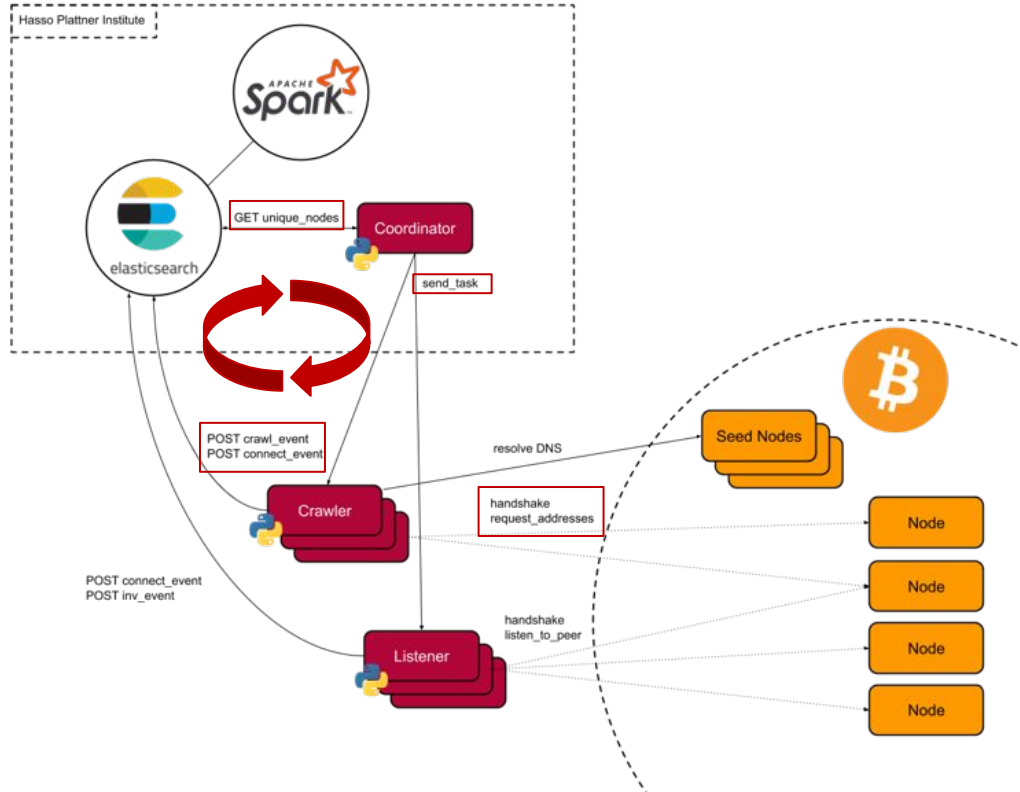 Hasso Plattner Institute
APACHE
Spark
GET unique_nodes
Coordinator
elasticsearch
send_task
POST crawl_event
POST connect_event
resolve DNS
Seed Nodes
Crawler
handshake
request_addresses
Node
Node
POST connect_event
POST inv_event
handshake
listen_to_peer
Listener
Node
Node